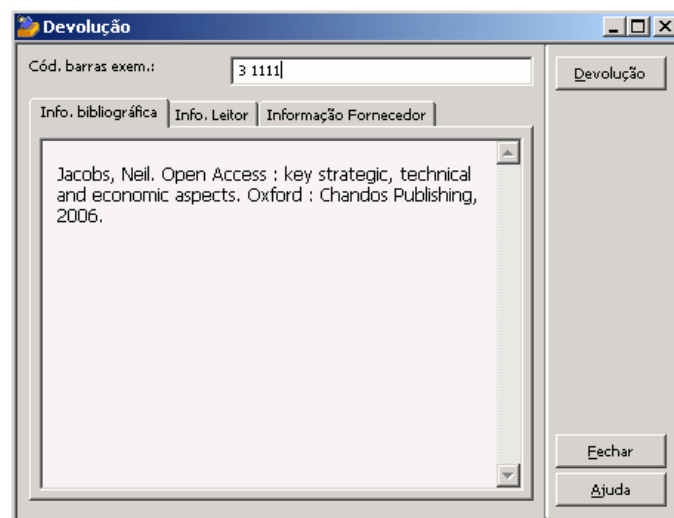 Devolução
Cód. barras exem.: 3 1111
Devolução
Info. bibliográfica Info. Leitor Informação Fornecedor
Jacobs, Neil. Open Access : key strategic, technical
and economic aspects. Oxford : Chandos Publishing,
2006.
Fechar
Ajuda